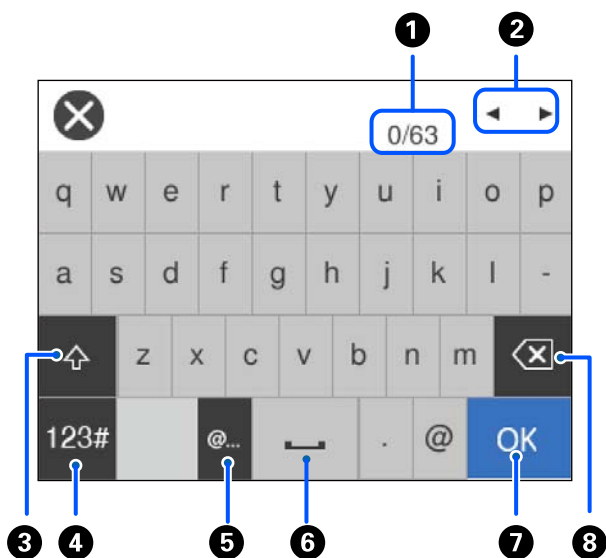 1 2
0/63
q w e r t y u i o p
a s d f g h j k l -
z x c v b n m
123# @... . @ OK
3 4 5 6 7 8